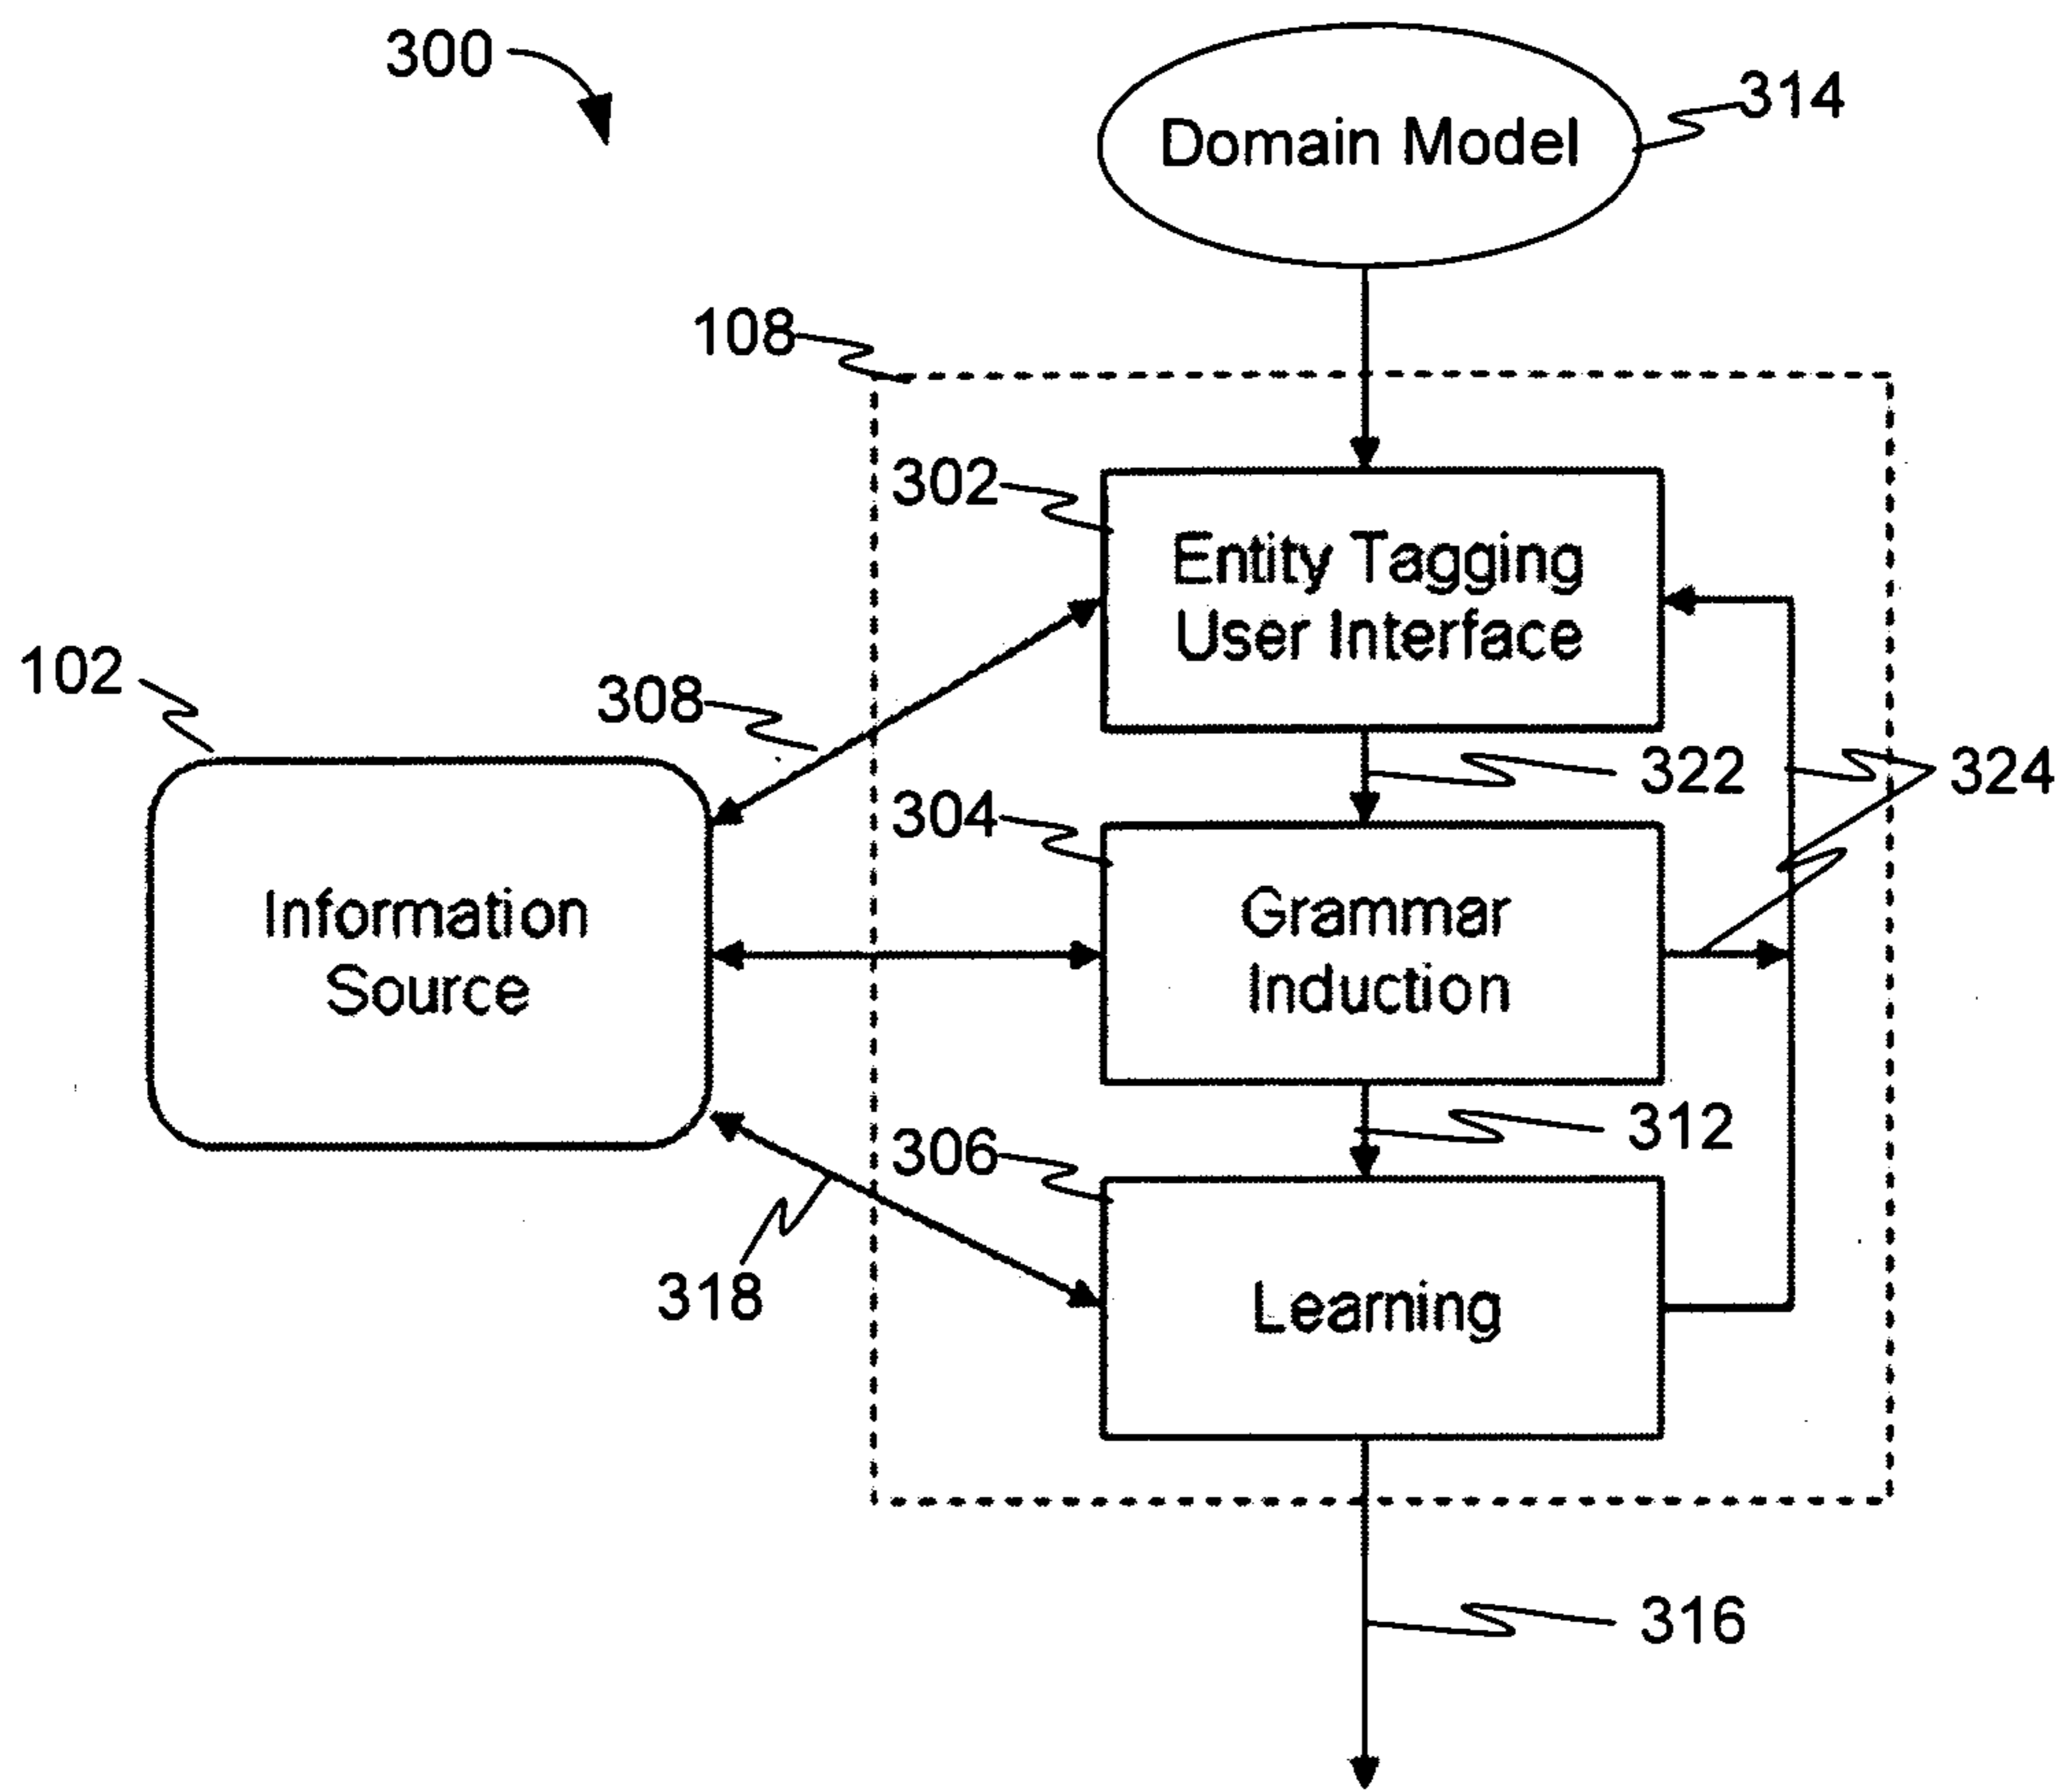 300
Domain Model
314
108
302
Entity Tagging
User Interface
102
308
322
324
304
Information
Source
Grammar
Induction
312
306
318
Learning
316